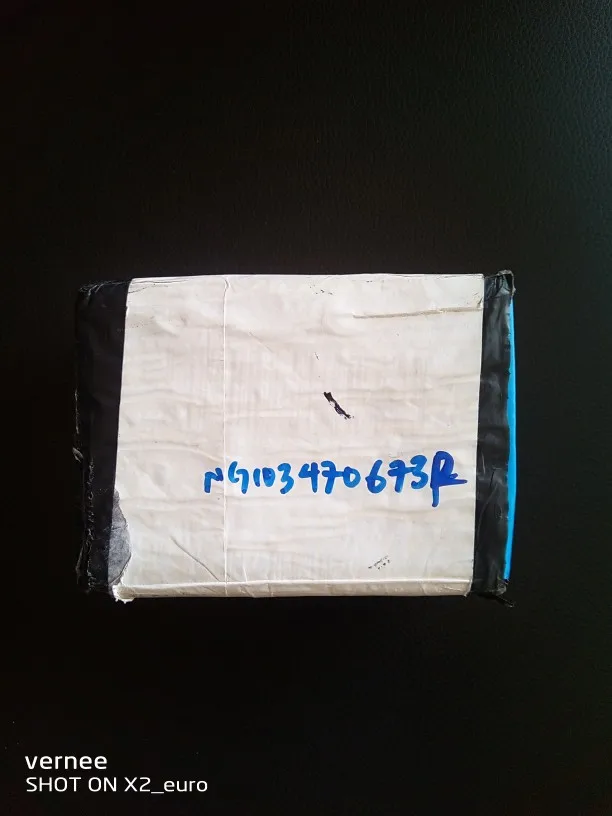 NG103470673R
vernee
SHOT ON X2_euro